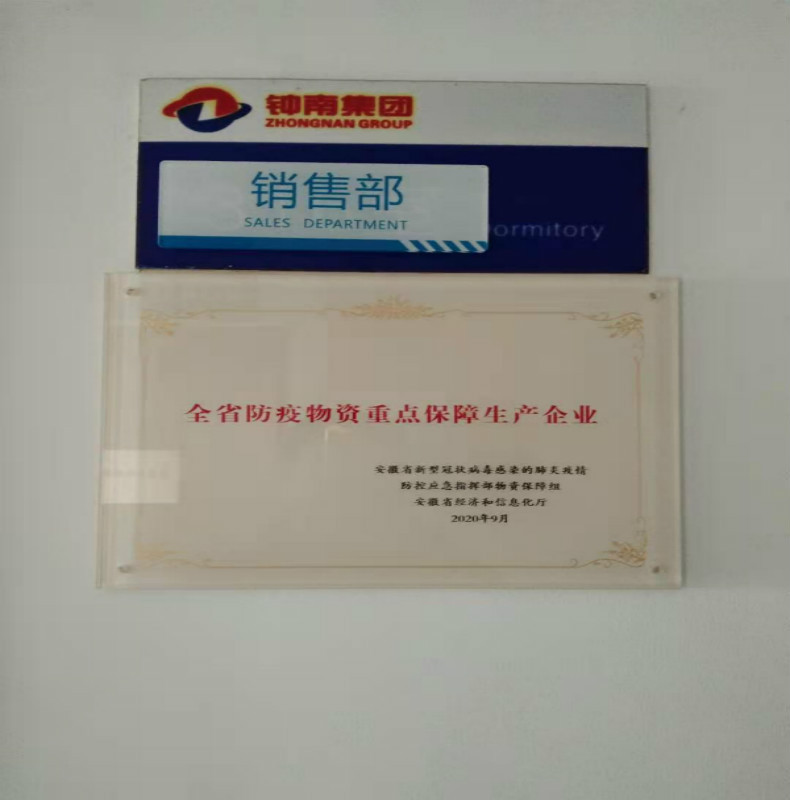 钟南集团
ZHONGNAN GROUP
销售部
SALES DEPARTMENT
ormitory
全省防疫物资重点保障生产企业
安徽省新型冠状病毒感染的肺炎疫情
防控应急指挥部物资保障组
安徽省经济和信息化厅
2020年9月